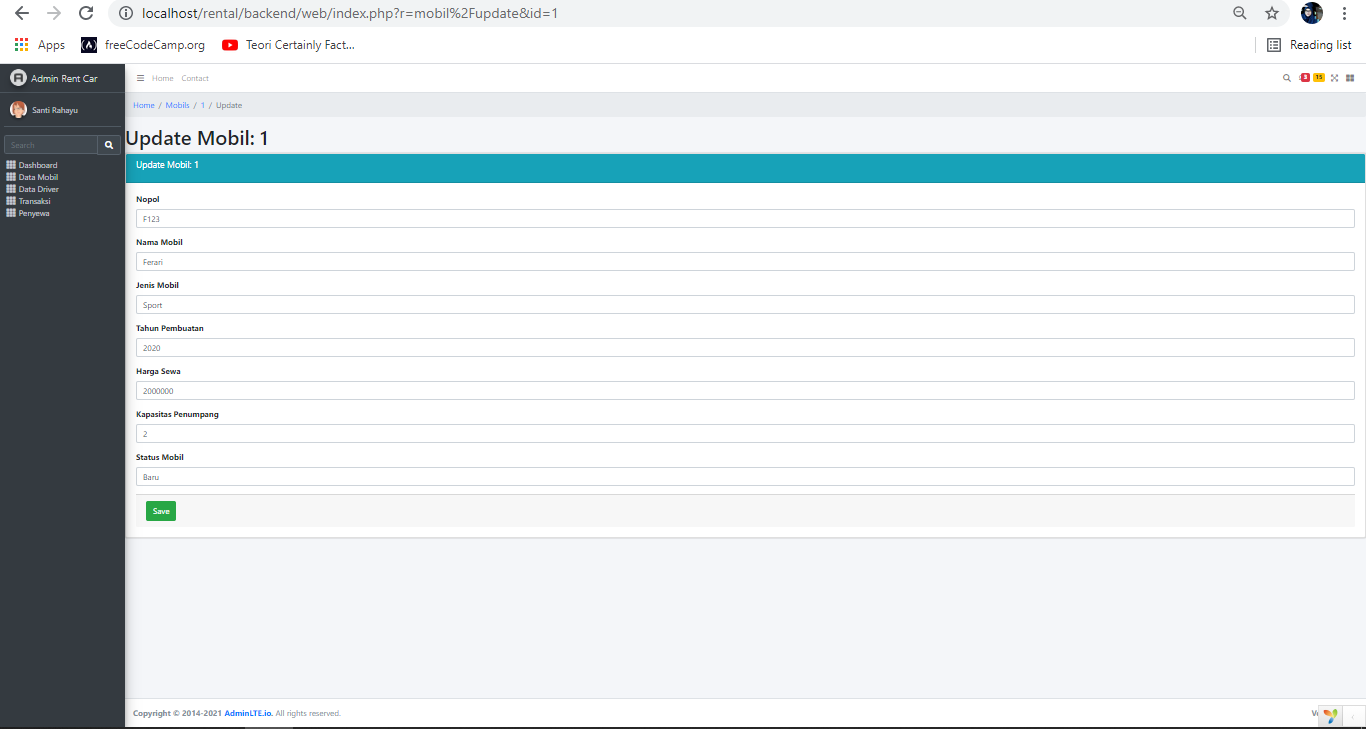 localhost/rental/backend/web/index.php?r=mobil%2Fupdate&id=1
Apps freeCodeCamp.org Teori Certainly Fact... Reading list
Admin Rent Car Home Contact 3 15
Home / Mobils / 1 / Update
Santi Rahayu
Update Mobil: 1
Search
Update Mobil: 1
Dashboard
Data Mobil
Data Driver
Transaksi
Penyewa
Nopol
F123
Nama Mobil
Ferari
Jenis Mobil
Sport
Tahun Pembuatan
2020
Harga Sewa
2000000
Kapasitas Penumpang
2
Status Mobil
Baru
Save
Copyright © 2014-2021 AdminLTE.io. All rights reserved.